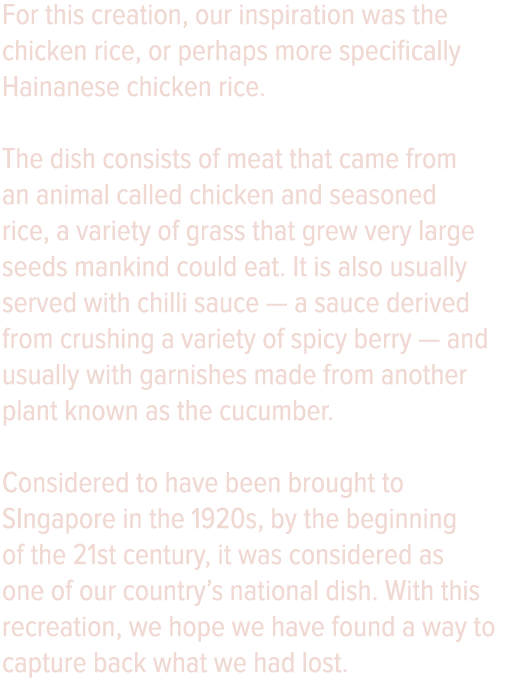 For this creation, our inspiration was the
chicken rice, or perhaps more specifically
Hainanese chicken rice.
The dish consists of meat that came from
an animal called chicken and seasoned
rice, a variety of grass that grew very large
seeds mankind could eat. It is also usually
served with chilli sauce — a sauce derived
from crushing a variety of spicy berry — and
usually with garnishes made from another
plant known as the cucumber.
Considered to have been brought to
SIngapore in the 1920s, by the beginning
of the 21st century, it was considered as
one of our country’s national dish. With this
recreation, we hope we have found a way to
capture back what we had lost.